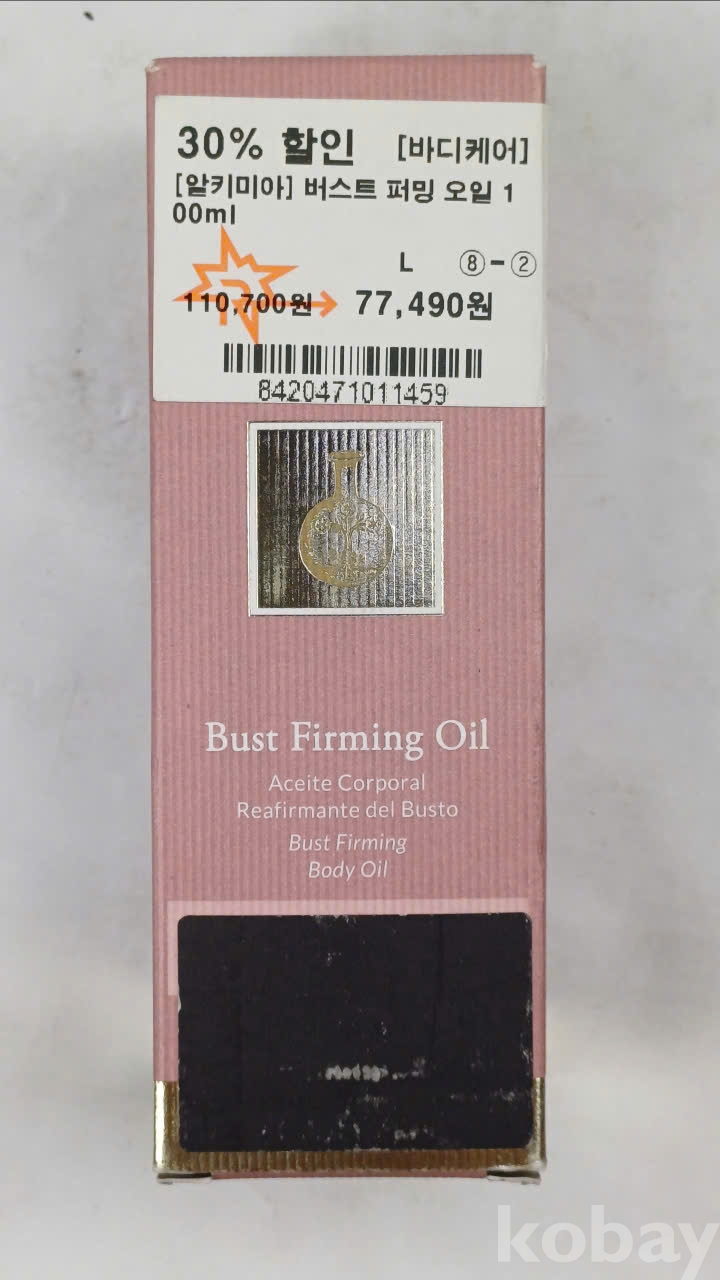 30% 할인 [바디케어]
[알키미아] 버스트 퍼밍 오일 1
00ml
L ⑧-②
110,700원 → 77,490원
8420471011459
Bust Firming Oil
Aceite Corporal
Reafirmante del Busto
Bust Firming
Body Oil
kobay